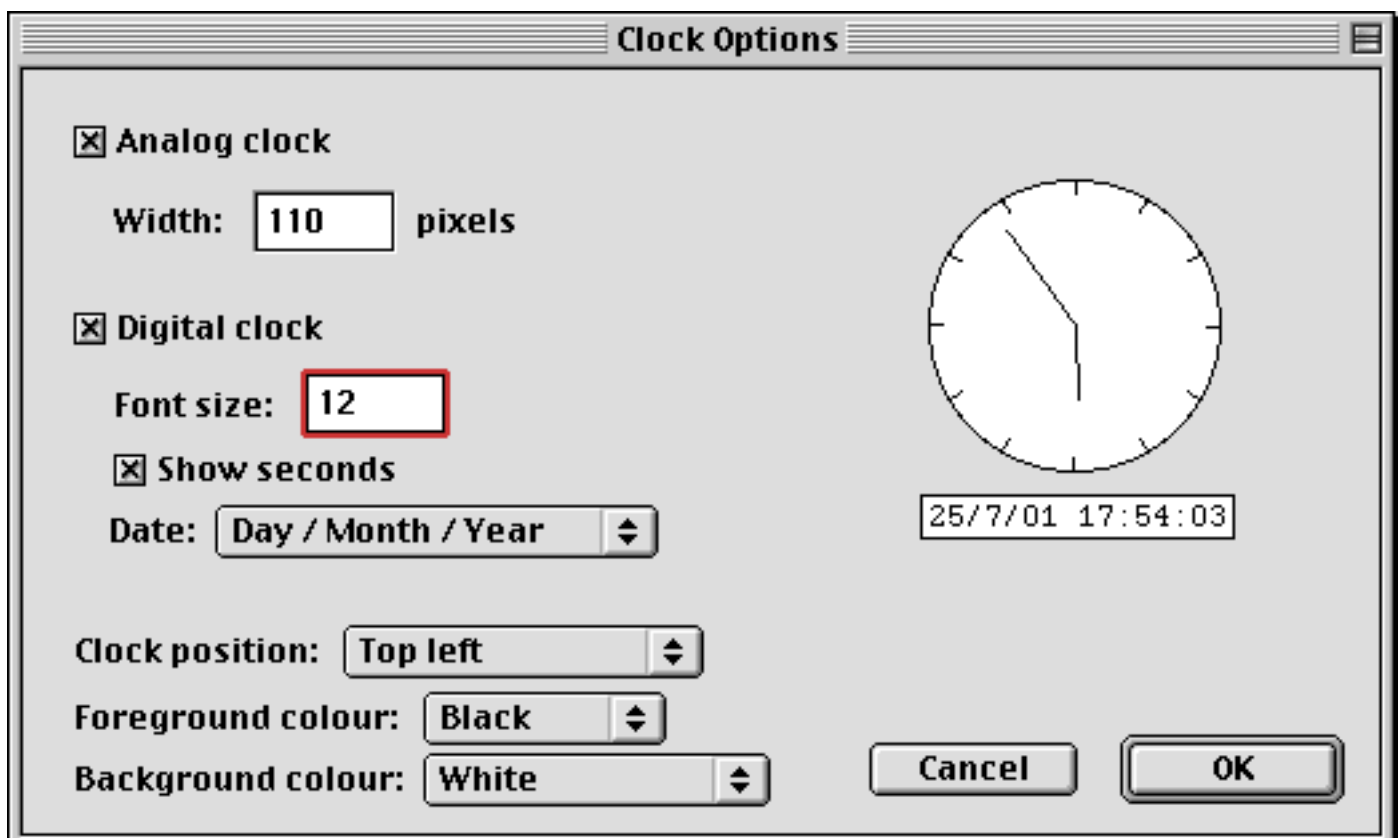 Clock Options
Analog clock
Width: 110 pixels
Digital clock
Font size: 12
Show seconds
Date: Day / Month / Year
25/7/01 17:54:03
Clock position: Top left
Foreground colour: Black
Background colour: White
Cancel OK